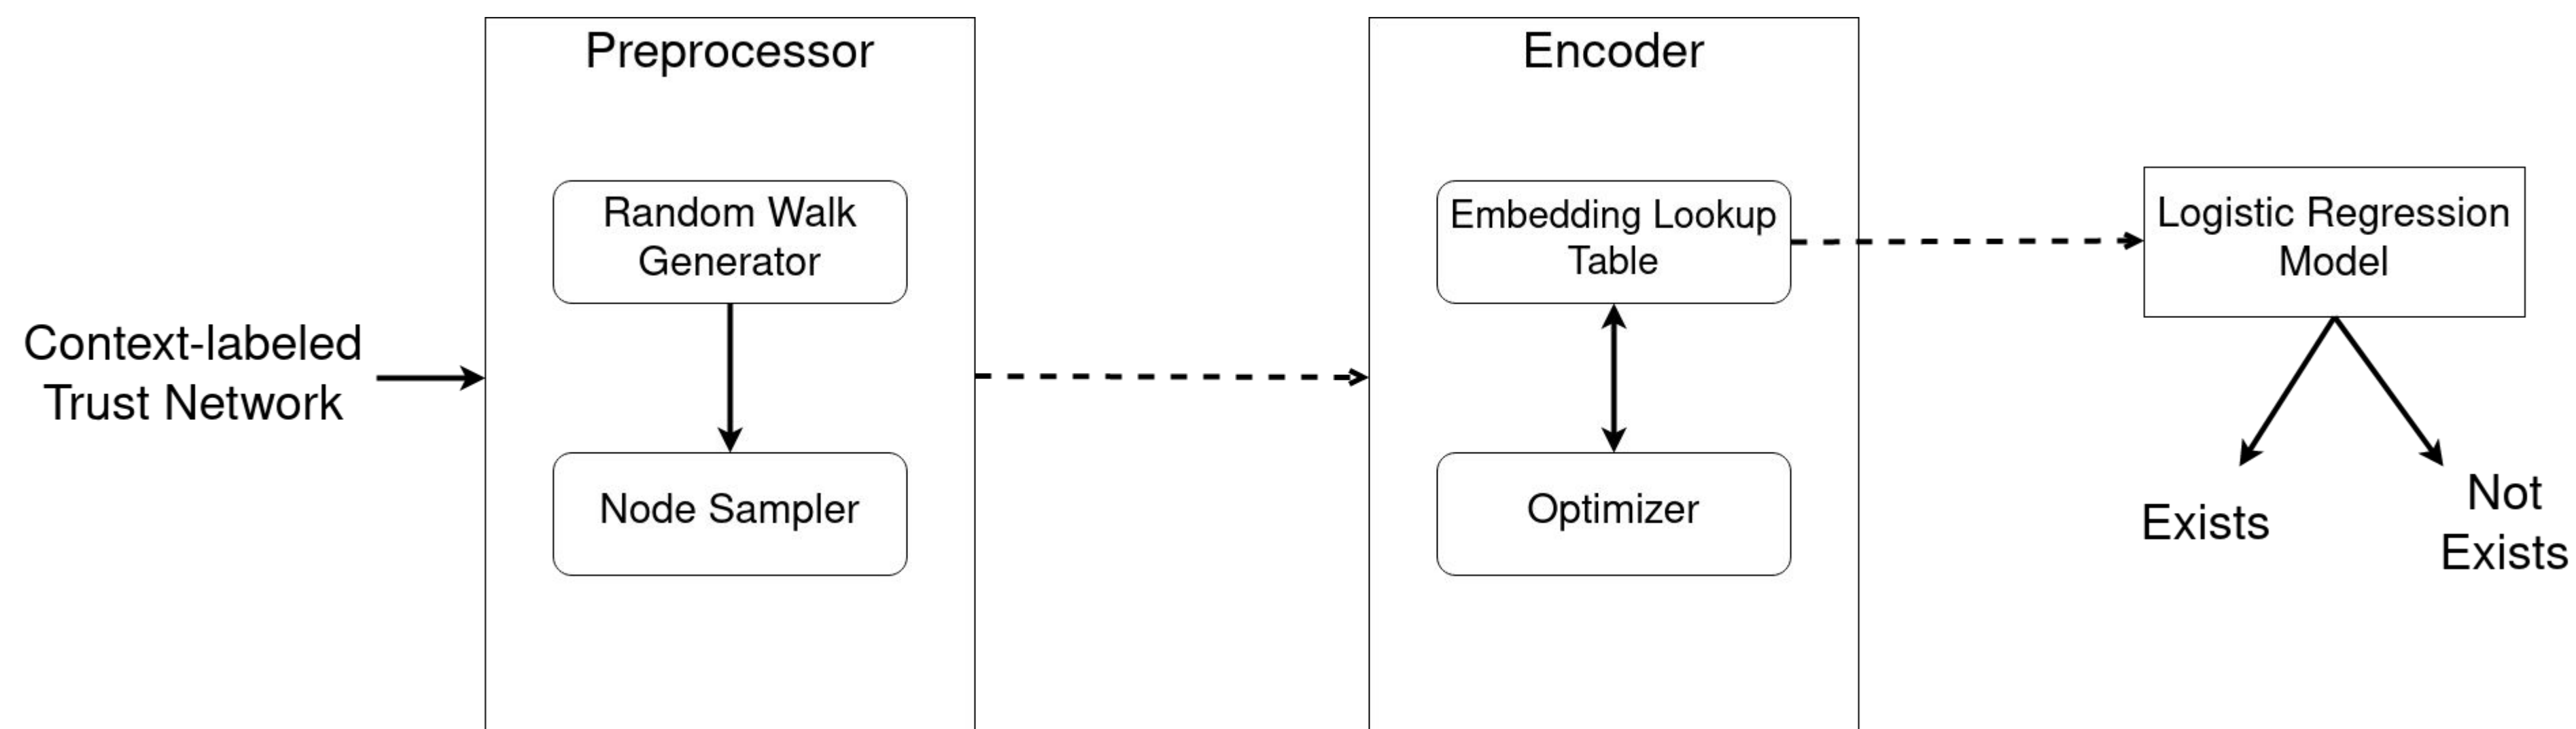 Context-labeled
Trust Network
Preprocessor
Random Walk
Generator
Node Sampler
Encoder
Embedding Lookup
Table
Optimizer
Logistic Regression
Model
Exists
Not
Exists